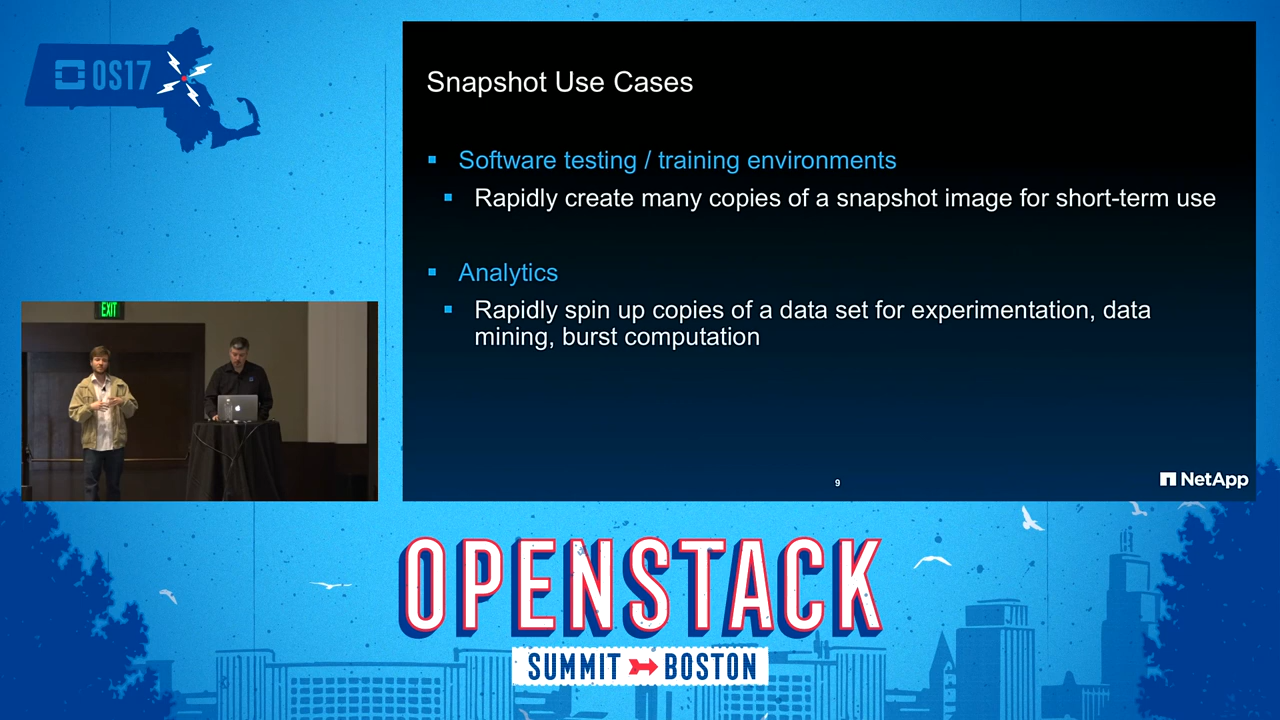 OS17
Snapshot Use Cases
Software testing / training environments
Rapidly create many copies of a snapshot image for short-term use
Analytics
Rapidly spin up copies of a data set for experimentation, data
mining, burst computation
9
NetApp
EXIT
OPENSTACK
SUMMIT BOSTON